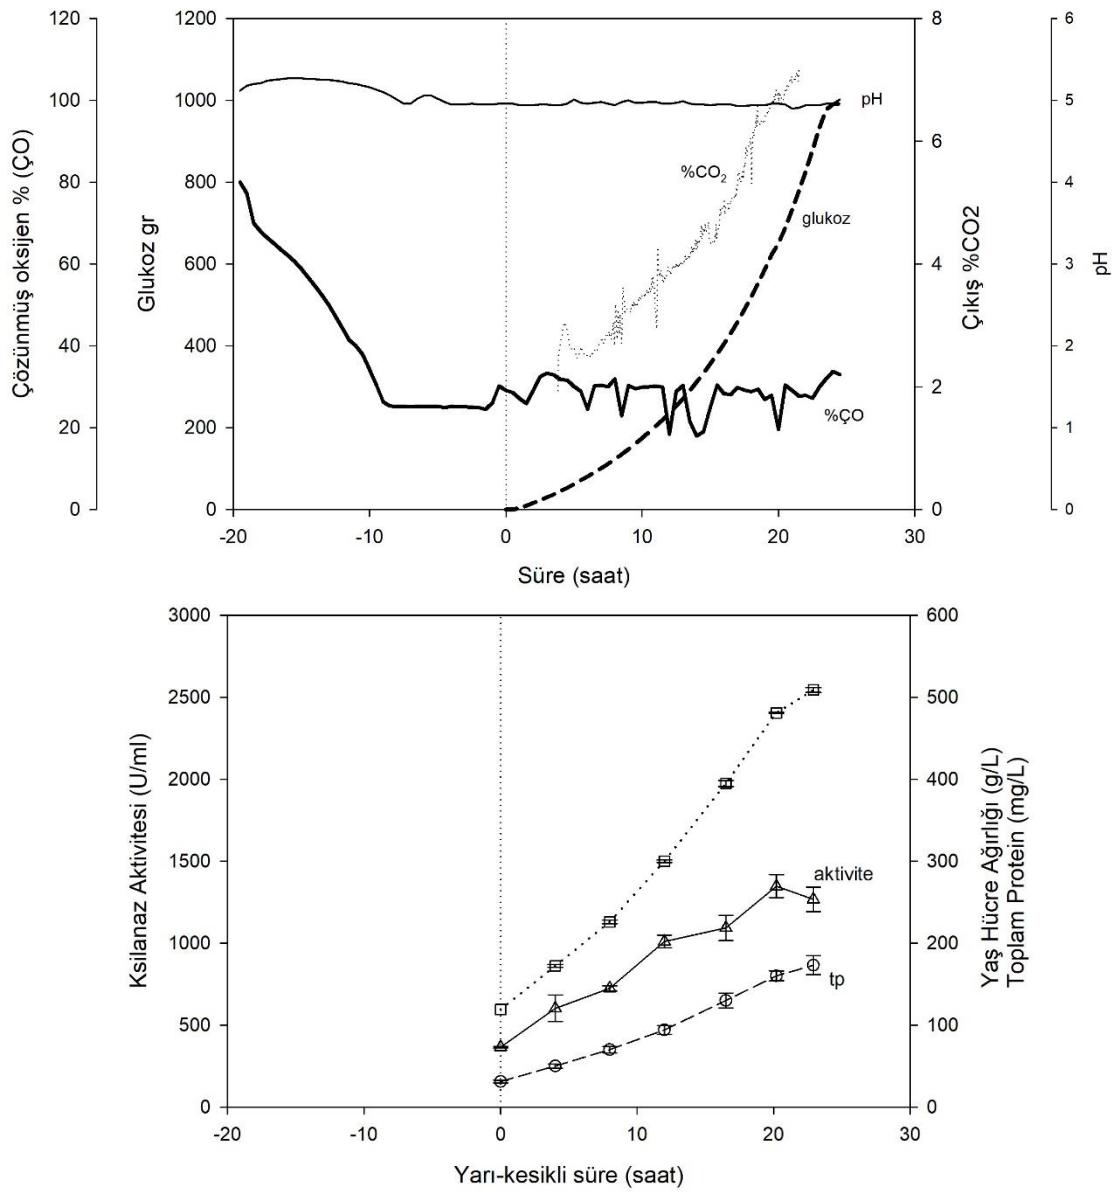 120
100
80
60
40
20
0
Çözünmüş oksijen % (ÇO)
1200
1000
800
600
400
200
0
Glukoz gr
8
6
4
2
0
Çıkış %CO2
6
5
4
3
2
1
0
pH
pH
%CO2
glukoz
%ÇO
-20 -10 0 10 20 30
Süre (saat)
3000
2500
2000
1500
1000
500
0
Ksilanaz Aktivitesi (U/ml)
600
500
400
300
200
100
0
Yaş Hücre Ağırlığı (g/L)
Toplam Protein (mg/L)
aktivite
tp
-20 -10 0 10 20 30
Yarı-kesikli süre (saat)